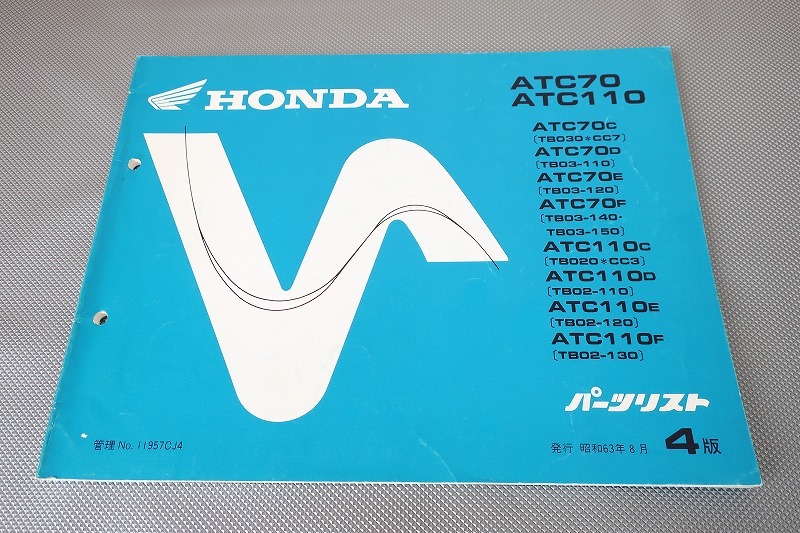 HONDA
ATC70
ATC110
ATC70C
(TB030*CC7)
ATC70D
(TB03-110)
ATC70E
(TB03-120)
ATC70F
(TB03-140・
TB03-150)
ATC110C
(TB020*CC3)
ATC110D
(TB02-110)
ATC110E
(TB02-120)
ATC110F
(TB02-130)
パーツリスト
管理 No. 11957CJ4
発行 昭和63年 8 月 4版